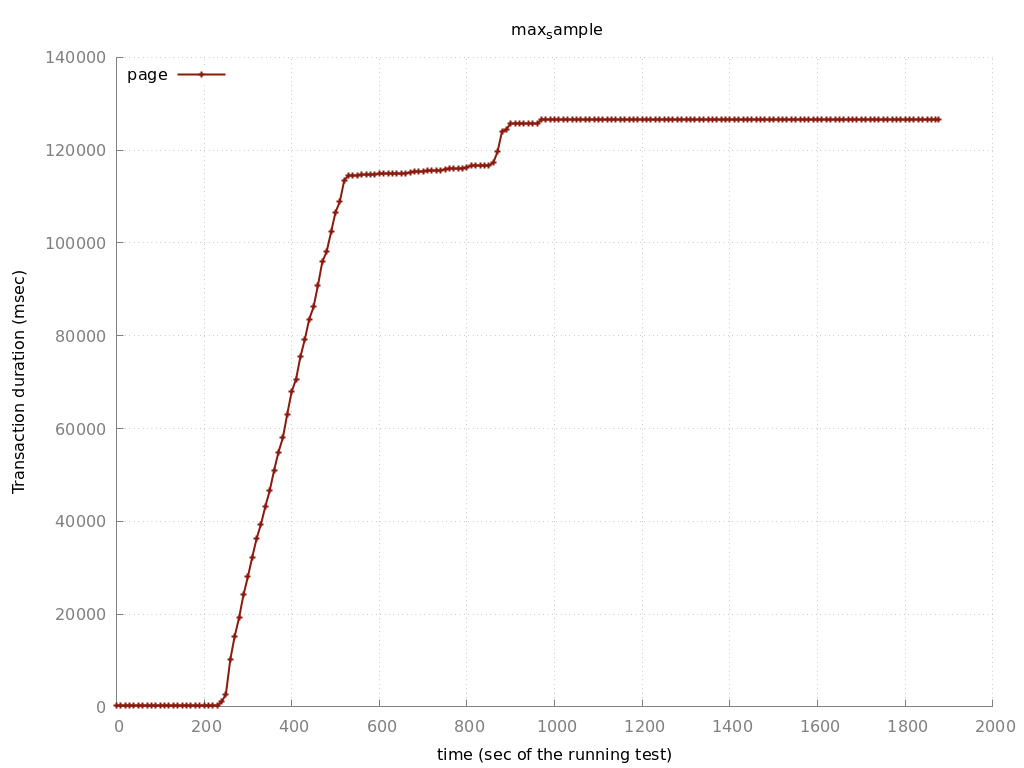 max_sample
140000
page
120000
100000
80000
60000
40000
20000
0
0 200 400 600 800 1000 1200 1400 1600 1800 2000
Transaction duration (msec)
time (sec of the running test)